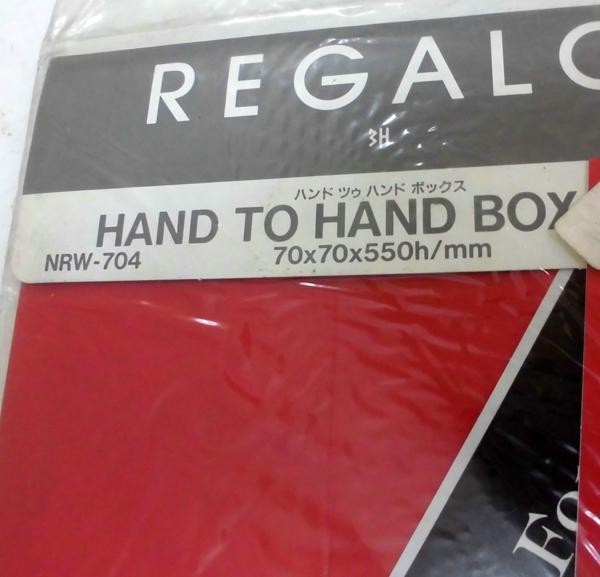 REGALO
ハンド ツゥ ハンド ボックス
HAND TO HAND BOX
NRW-704 70x70x550h/mm